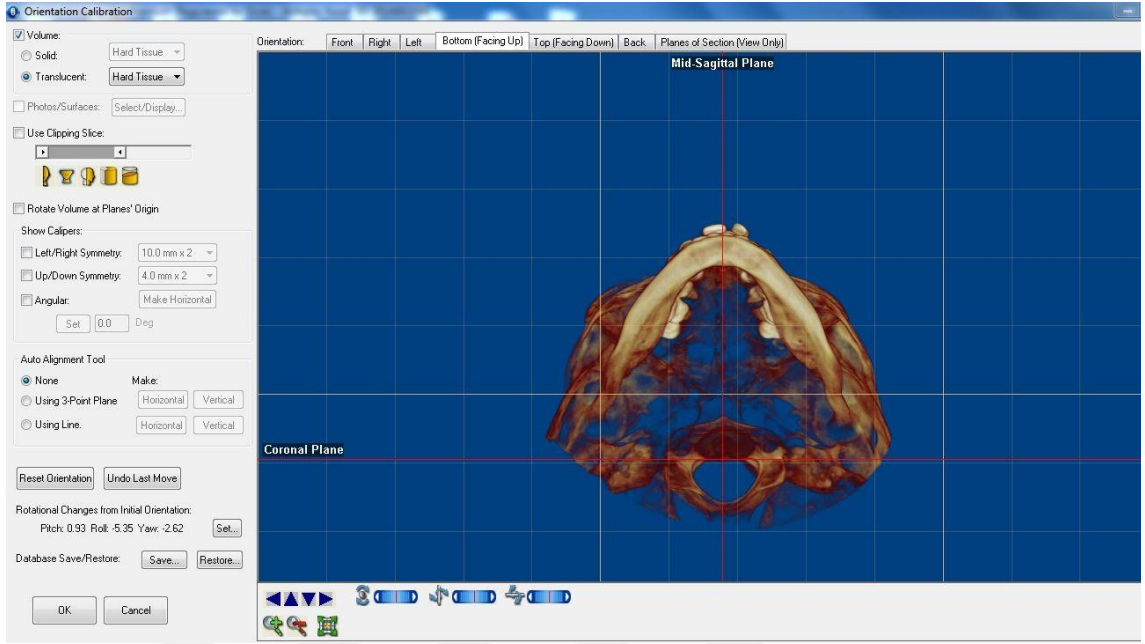 Orientation Calibration
Volume:
Solid: Hard Tissue
Translucent: Hard Tissue
Photos/Surfaces: Select/Display...
Use Clipping Slice:
Rotate Volume at Planes' Origin
Show Calipers:
Left/Right Symmetry: 10.0 mm x 2
Up/Down Symmetry: 4.0 mm x 2
Angular: Make Horizontal
Set 0.0 Deg
Auto Alignment Tool
None Make:
Using 3-Point Plane Horizontal Vertical
Using Line. Horizontal Vertical
Reset Orientation Undo Last Move
Rotational Changes from Initial Orientation:
Pitch: 0.93 Roll: -5.35 Yaw: -2.62 Set...
Database Save/Restore: Save... Restore...
OK Cancel
Orientation: Front Right Left Bottom (Facing Up) Top (Facing Down) Back Planes of Section (View Only)
Mid-Sagittal Plane
Coronal Plane